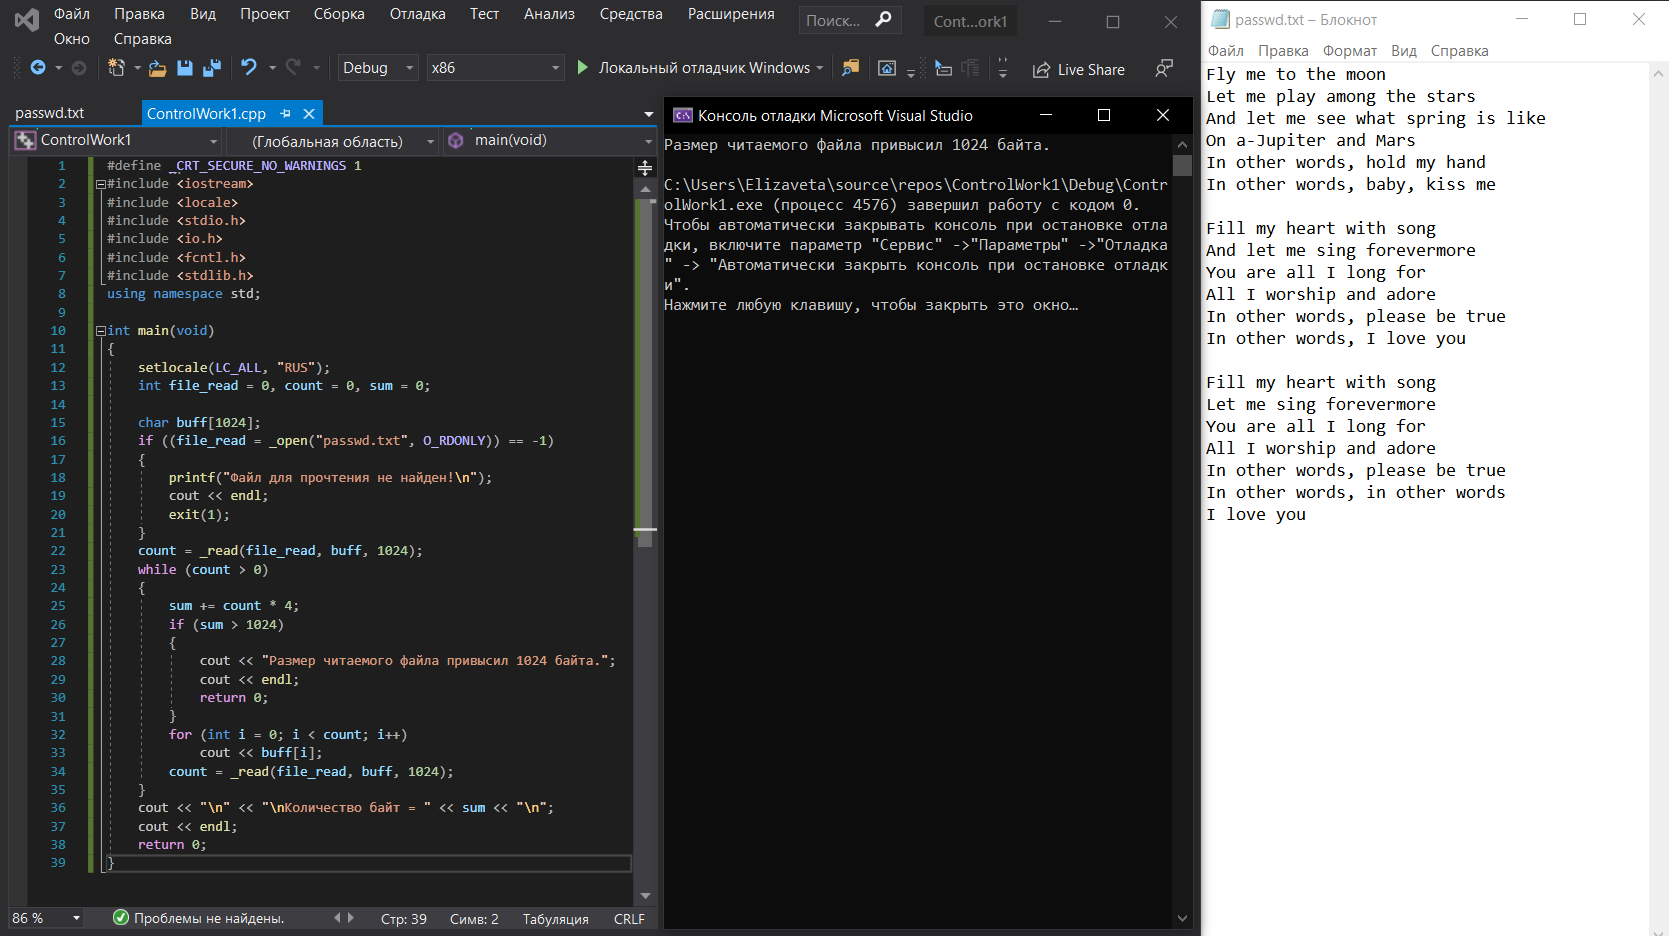 Файл Правка Вид Проект Сборка Отладка Тест Анализ Средства Расширения Поиск... Cont...ork1
Окно Справка
Debug x86 Локальный отладчик Windows Live Share
passwd.txt ControlWork1.cpp
ControlWork1 (Глобальная область) main(void)
1 #define _CRT_SECURE_NO_WARNINGS 1
2 #include <iostream>
3 #include <locale>
4 #include <stdio.h>
5 #include <io.h>
6 #include <fcntl.h>
7 #include <stdlib.h>
8 using namespace std;
9
10 int main(void)
11 {
12 setlocale(LC_ALL, "RUS");
13 int file_read = 0, count = 0, sum = 0;
14
15 char buff[1024];
16 if ((file_read = _open("passwd.txt", O_RDONLY)) == -1)
17 {
18 printf("Файл для прочтения не найден!\n");
19 cout << endl;
20 exit(1);
21 }
22 count = _read(file_read, buff, 1024);
23 while (count > 0)
24 {
25 sum += count * 4;
26 if (sum > 1024)
27 {
28 cout << "Размер читаемого файла привысил 1024 байта.";
29 cout << endl;
30 return 0;
31 }
32 for (int i = 0; i < count; i++)
33 cout << buff[i];
34 count = _read(file_read, buff, 1024);
35 }
36 cout << "\n" << "\nКоличество байт = " << sum << "\n";
37 cout << endl;
38 return 0;
39 }
86 % Проблемы не найдены. Стр: 39 Симв: 2 Табуляция CRLF
Консоль отладки Microsoft Visual Studio
Размер читаемого файла привысил 1024 байта.
C:\Users\Elizaveta\source\repos\ControlWork1\Debug\Contr
olWork1.exe (процесс 4576) завершил работу с кодом 0.
Чтобы автоматически закрывать консоль при остановке отла
дки, включите параметр "Сервис" ->"Параметры" ->"Отладка
" -> "Автоматически закрыть консоль при остановке отладк
и".
Нажмите любую клавишу, чтобы закрыть это окно…
passwd.txt – Блокнот
Файл Правка Формат Вид Справка
Fly me to the moon
Let me play among the stars
And let me see what spring is like
On a-Jupiter and Mars
In other words, hold my hand
In other words, baby, kiss me
Fill my heart with song
And let me sing forevermore
You are all I long for
All I worship and adore
In other words, please be true
In other words, I love you
Fill my heart with song
Let me sing forevermore
You are all I long for
All I worship and adore
In other words, please be true
In other words, in other words
I love you